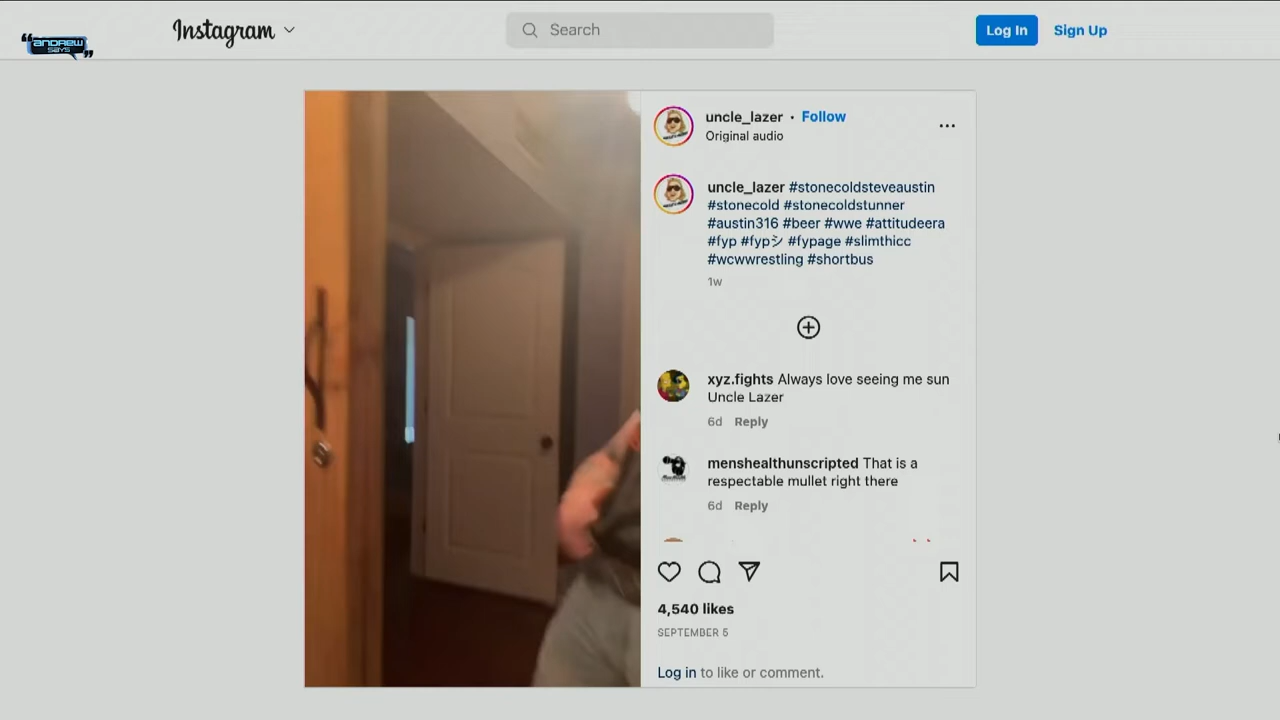 "ANDREW
SAYS"
Instagram
Search
Log In
Sign Up
uncle_lazer • Follow
Original audio
uncle_lazer #stonecoldsteveaustin
#stonecold #stonecoldstunner
#austin316 #beer #wwe #attitudeera
#fyp #fypシ #fypage #slimthicc
#wcwwrestling #shortbus
1w
xyz.fights Always love seeing me sun
Uncle Lazer
6d Reply
menshealthunscripted That is a
respectable mullet right there
6d Reply
4,540 likes
SEPTEMBER 5
Log in to like or comment.